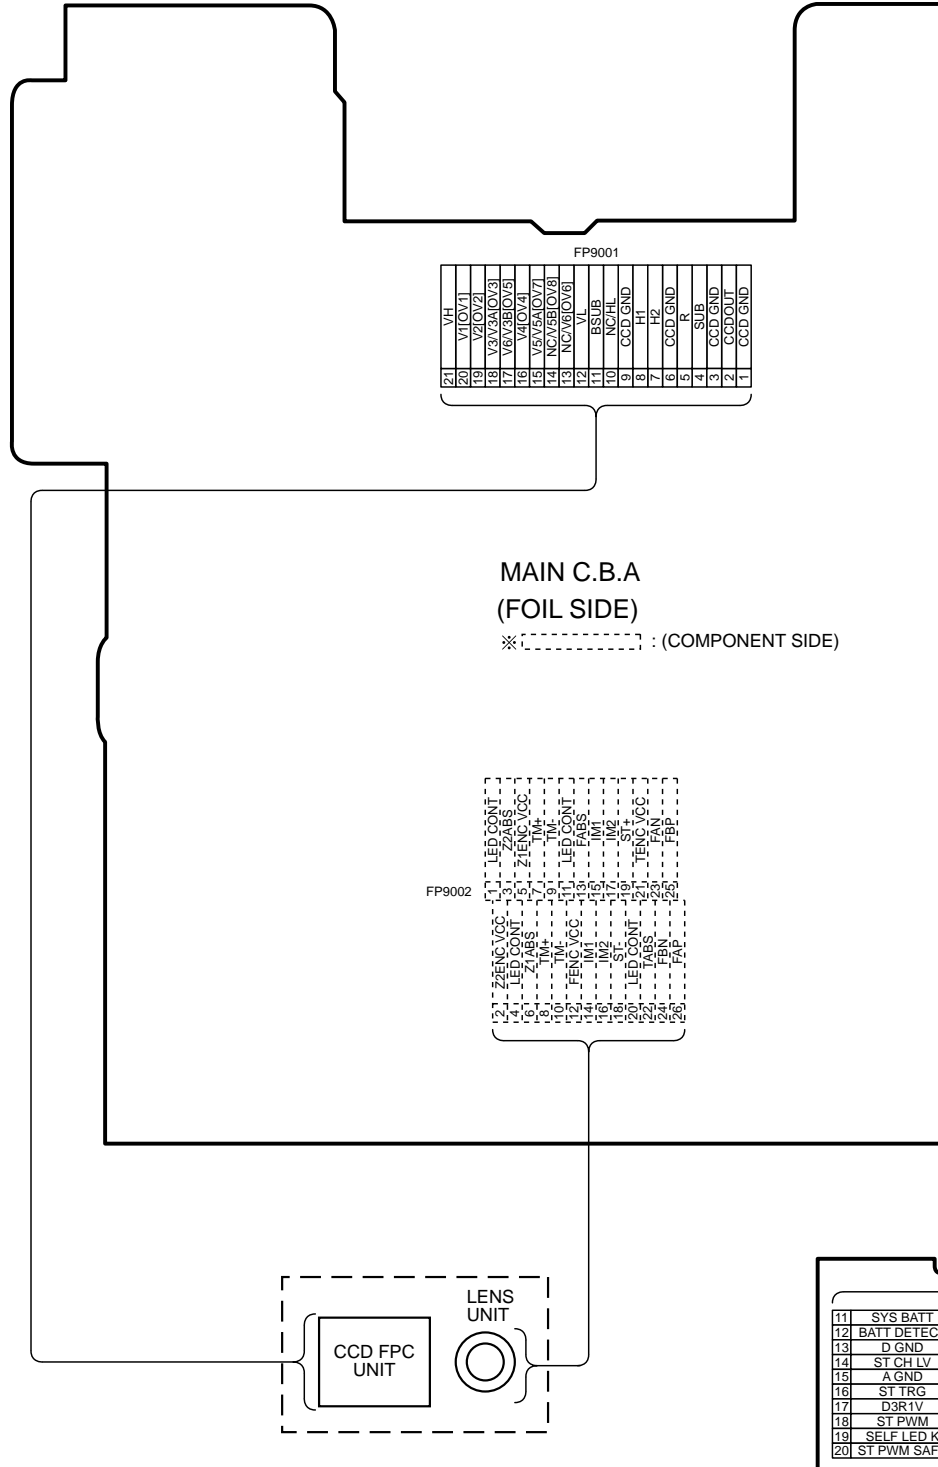 FP9001
21 VH
20 V1[OV1]
19 V2[OV2]
18 V3/V3A[OV3]
17 V6/V3B[OV5]
16 V4[OV4]
15 V5/V5A[OV7]
14 NC/V5B[OV8]
13 NC/V6[OV6]
12 VL
11 BSUB
10 NC/HL
9 CCD GND
8 H1
7 H2
6 CCD GND
5 R
4 SUB
3 CCD GND
2 CCDOUT
1 CCD GND
MAIN C.B.A
(FOIL SIDE)
※ : (COMPONENT SIDE)
FP9002
1 LED CONT
3 Z2ABS
5 Z1ENC VCC
7 TM+
9 TM-
11 LED CONT
13 FABS
15 IM1
17 IM2
19 ST+
21 TENC VCC
23 FAN
25 FBP
2 Z2ENC VCC
4 LED CONT
6 Z1ABS
8 TM+
10 TM-
12 FENC VCC
14 IM1
16 IM2
18 ST-
20 LED CONT
22 TABS
24 FBN
26 FAP
LENS
UNIT
CCD FPC
UNIT
11 SYS BATT
12 BATT DETEC
13 D GND
14 ST CH LV
15 A GND
16 ST TRG
17 D3R1V
18 ST PWM
19 SELF LED K
20 ST PWM SAF